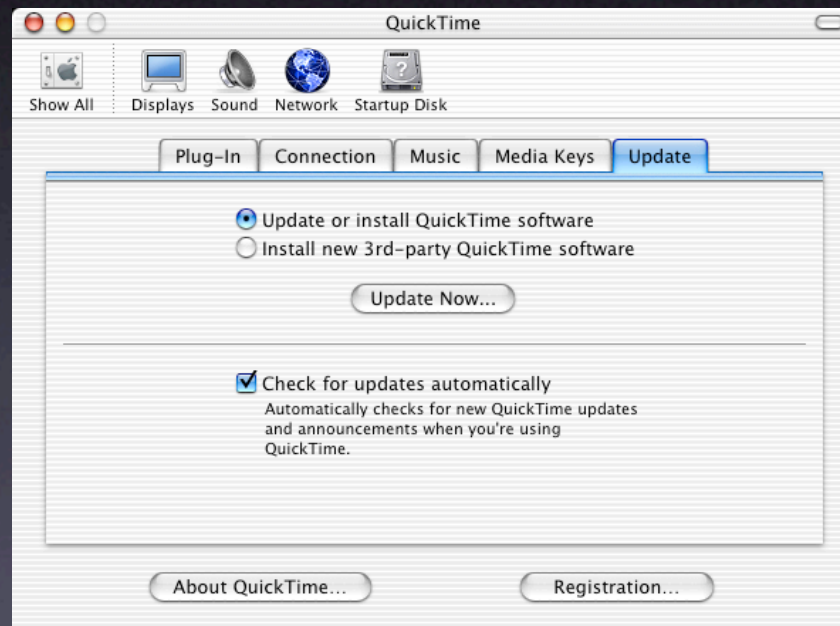 QuickTime
Show All Displays Sound Network Startup Disk
Plug-In Connection Music Media Keys Update
Update or install QuickTime software
Install new 3rd-party QuickTime software
Update Now...
Check for updates automatically
Automatically checks for new QuickTime updates
and announcements when you're using
QuickTime.
About QuickTime... Registration...